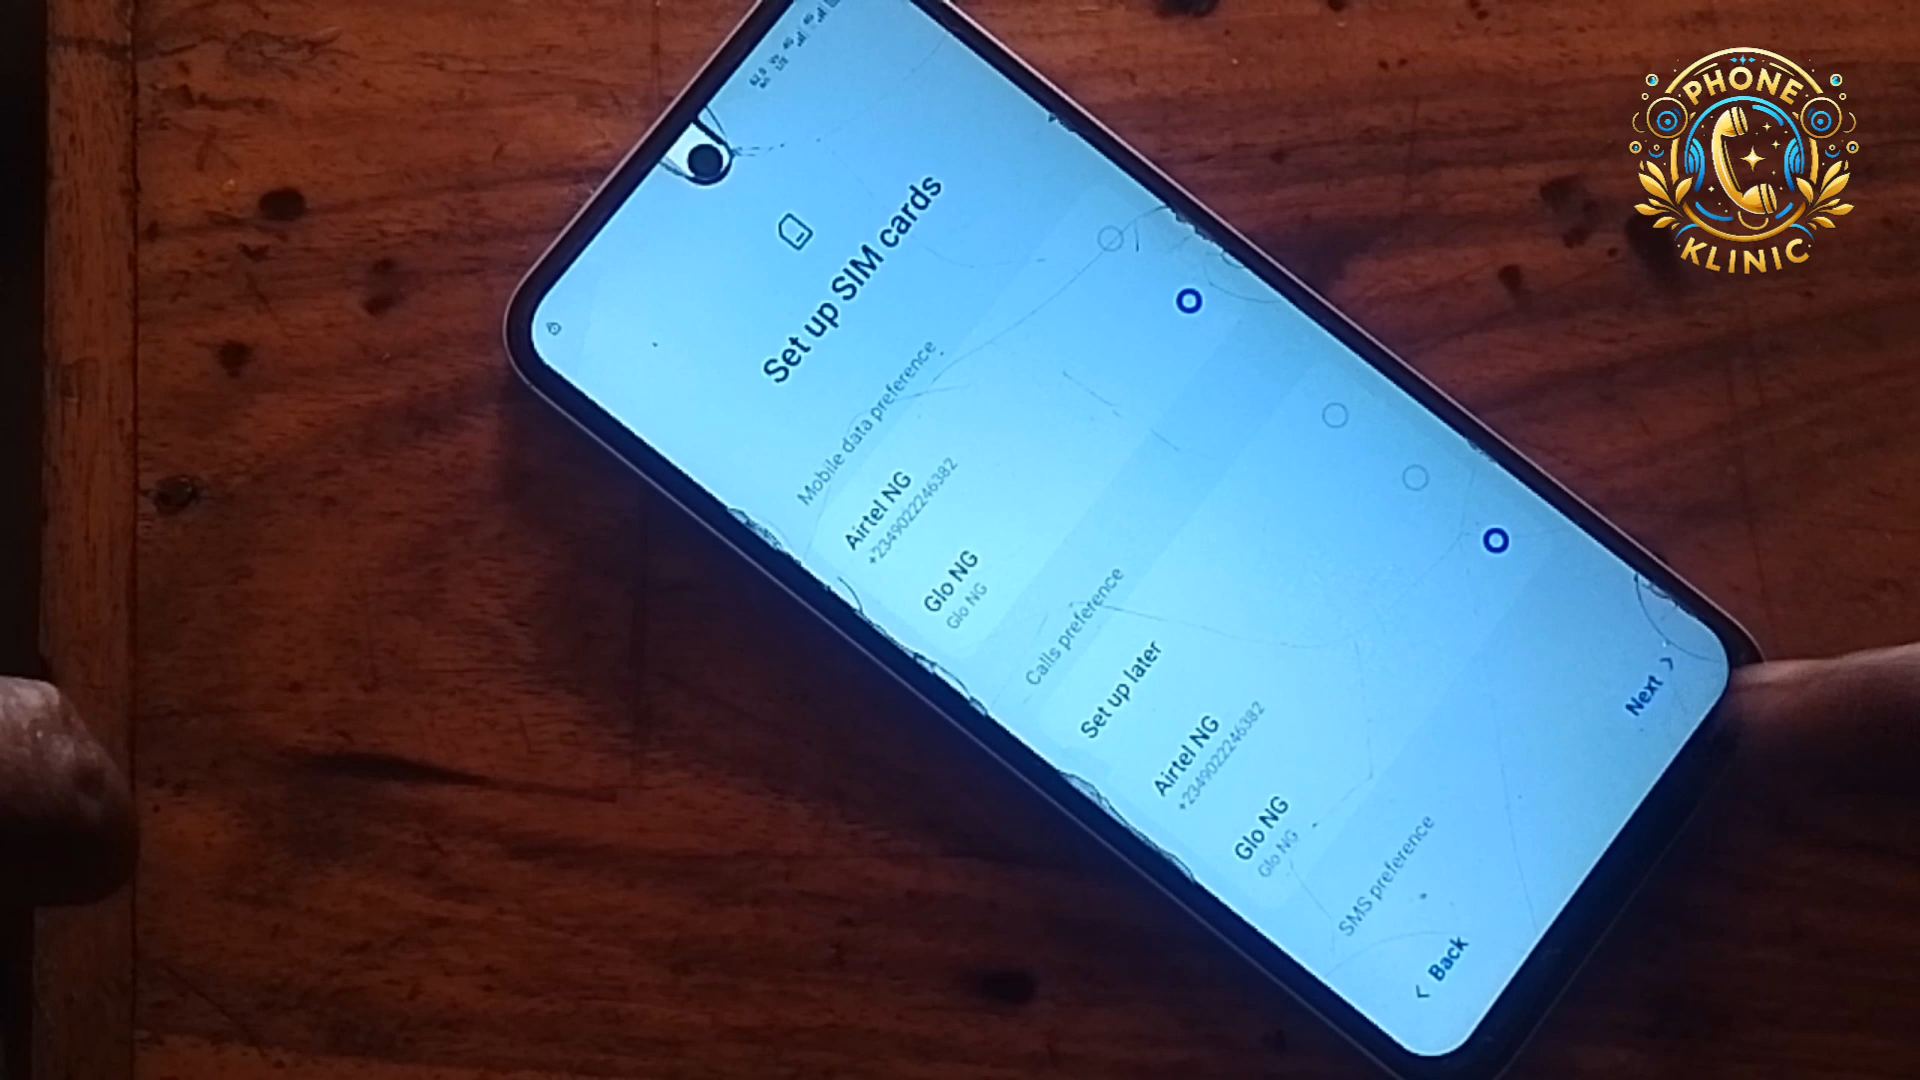 PHONE
KLINIC
Set up SIM cards
Mobile data preference
Airtel NG
+2349022246382
Glo NG
Glo NG
Calls preference
Set up later
Airtel NG
+2349022246382
Glo NG
Glo NG
SMS preference
< Back
Next >